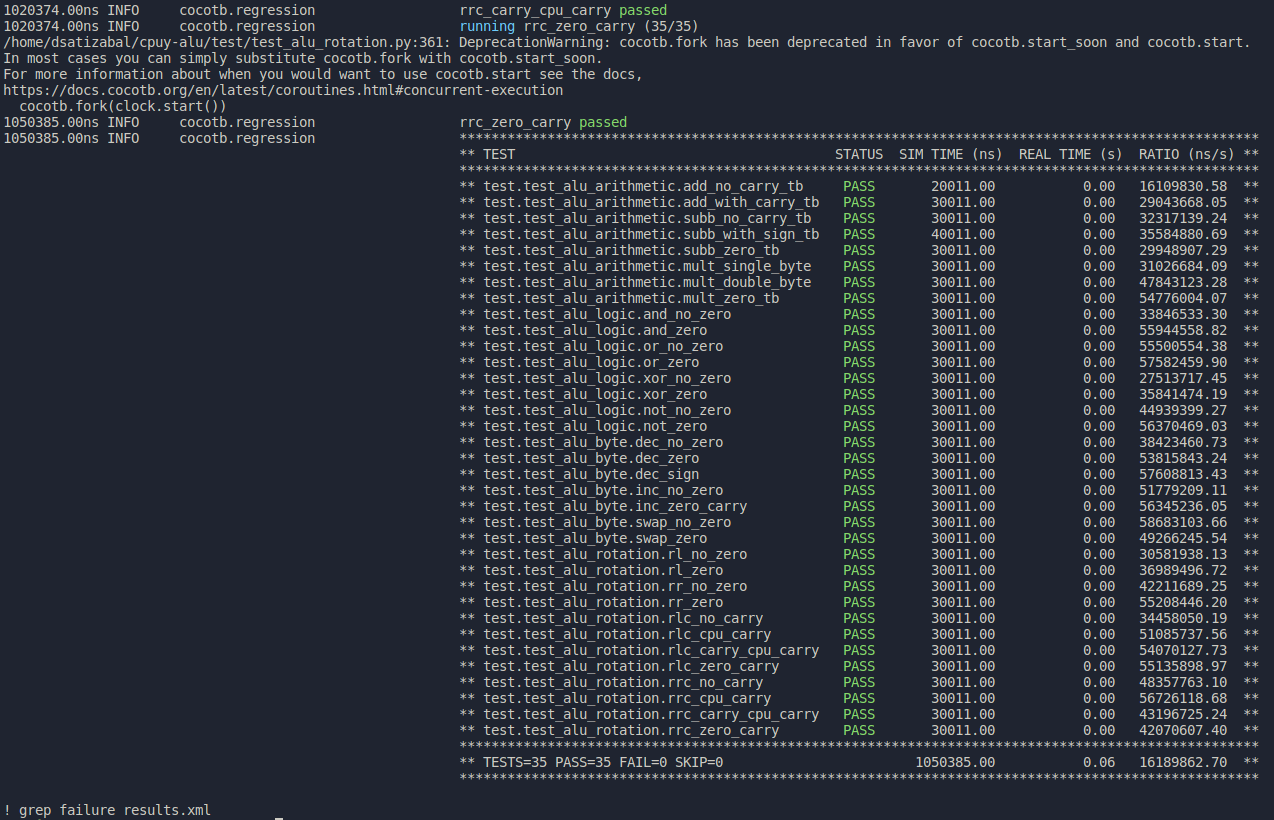 1020374.00ns INFO     cocotb.regression                  rrc_carry_cpu_carry passed
1020374.00ns INFO     cocotb.regression                  running rrc_zero_carry (35/35)
/home/dsatizabal/cpuy-alu/test/test_alu_rotation.py:361: DeprecationWarning: cocotb.fork has been deprecated in favor of cocotb.start_soon and cocotb.start.
In most cases you can simply substitute cocotb.fork with cocotb.start_soon.
For more information about when you would want to use cocotb.start see the docs,
https://docs.cocotb.org/en/latest/coroutines.html#concurrent-execution
  cocotb.fork(clock.start())
1050385.00ns INFO     cocotb.regression                  rrc_zero_carry passed
1050385.00ns INFO     cocotb.regression                  ****************************************************************************************************
** TEST                                        STATUS  SIM TIME (ns)  REAL TIME (s)  RATIO (ns/s) **
****************************************************************************************************
** test.test_alu_arithmetic.add_no_carry_tb     PASS       20011.00           0.00   16109830.58  **
** test.test_alu_arithmetic.add_with_carry_tb   PASS       30011.00           0.00   29043668.05  **
** test.test_alu_arithmetic.subb_no_carry_tb    PASS       30011.00           0.00   32317139.24  **
** test.test_alu_arithmetic.subb_with_sign_tb   PASS       40011.00           0.00   35584880.69  **
** test.test_alu_arithmetic.subb_zero_tb        PASS       30011.00           0.00   29948907.29  **
** test.test_alu_arithmetic.mult_single_byte    PASS       30011.00           0.00   31026684.09  **
** test.test_alu_arithmetic.mult_double_byte    PASS       30011.00           0.00   47843123.28  **
** test.test_alu_arithmetic.mult_zero_tb        PASS       30011.00           0.00   54776004.07  **
** test.test_alu_logic.and_no_zero              PASS       30011.00           0.00   33846533.30  **
** test.test_alu_logic.and_zero                 PASS       30011.00           0.00   55944558.82  **
** test.test_alu_logic.or_no_zero               PASS       30011.00           0.00   55500554.38  **
** test.test_alu_logic.or_zero                  PASS       30011.00           0.00   57582459.90  **
** test.test_alu_logic.xor_no_zero              PASS       30011.00           0.00   27513717.45  **
** test.test_alu_logic.xor_zero                 PASS       30011.00           0.00   35841474.19  **
** test.test_alu_logic.not_no_zero              PASS       30011.00           0.00   44939399.27  **
** test.test_alu_logic.not_zero                 PASS       30011.00           0.00   56370469.03  **
** test.test_alu_byte.dec_no_zero               PASS       30011.00           0.00   38423460.73  **
** test.test_alu_byte.dec_zero                  PASS       30011.00           0.00   53815843.24  **
** test.test_alu_byte.dec_sign                  PASS       30011.00           0.00   57608813.43  **
** test.test_alu_byte.inc_no_zero               PASS       30011.00           0.00   51779209.11  **
** test.test_alu_byte.inc_zero_carry            PASS       30011.00           0.00   56345236.05  **
** test.test_alu_byte.swap_no_zero              PASS       30011.00           0.00   58683103.66  **
** test.test_alu_byte.swap_zero                 PASS       30011.00           0.00   49266245.54  **
** test.test_alu_rotation.rl_no_zero            PASS       30011.00           0.00   30581938.13  **
** test.test_alu_rotation.rl_zero               PASS       30011.00           0.00   36989496.72  **
** test.test_alu_rotation.rr_no_zero            PASS       30011.00           0.00   42211689.25  **
** test.test_alu_rotation.rr_zero               PASS       30011.00           0.00   55208446.20  **
** test.test_alu_rotation.rlc_no_carry          PASS       30011.00           0.00   34458050.19  **
** test.test_alu_rotation.rlc_cpu_carry         PASS       30011.00           0.00   51085737.56  **
** test.test_alu_rotation.rlc_carry_cpu_carry   PASS       30011.00           0.00   54070127.73  **
** test.test_alu_rotation.rlc_zero_carry        PASS       30011.00           0.00   55135898.97  **
** test.test_alu_rotation.rrc_no_carry          PASS       30011.00           0.00   48357763.10  **
** test.test_alu_rotation.rrc_cpu_carry         PASS       30011.00           0.00   56726118.68  **
** test.test_alu_rotation.rrc_carry_cpu_carry   PASS       30011.00           0.00   43196725.24  **
** test.test_alu_rotation.rrc_zero_carry        PASS       30011.00           0.00   42070607.40  **
****************************************************************************************************
** TESTS=35 PASS=35 FAIL=0 SKIP=0                        1050385.00           0.06   16189862.70  **
****************************************************************************************************
! grep failure results.xml